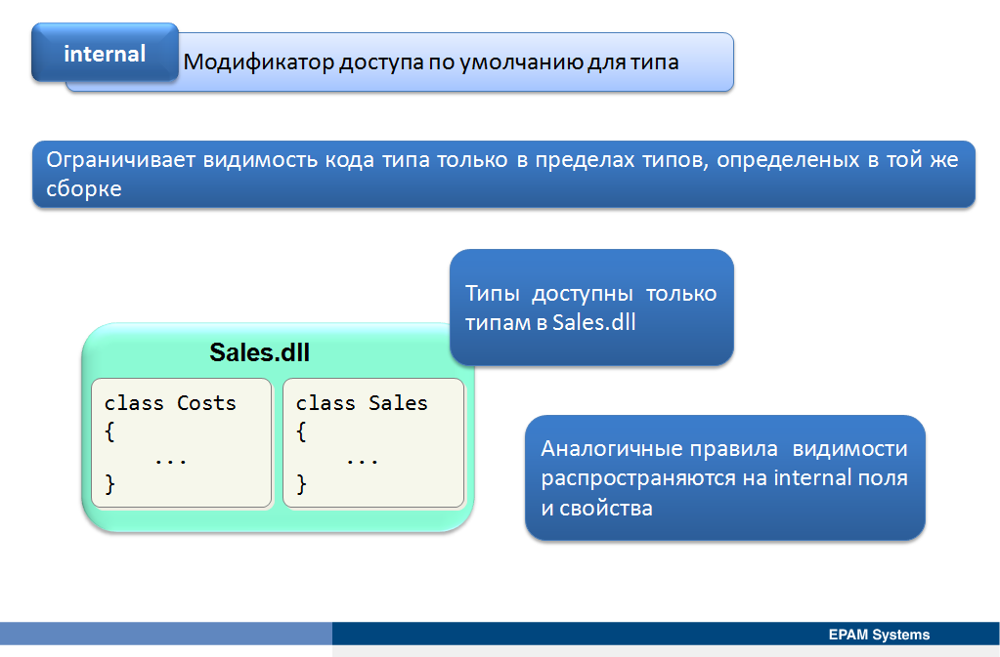 internal
Модификатор доступа по умолчанию для типа
Ограничивает видимость кода типа только в пределах типов, определеных в той же
сборке
Типы доступны только
типам в Sales.dll
Sales.dll
class Costs
{
...
}
class Sales
{
...
}
Аналогичные правила видимости
распространяются на internal поля
и свойства
EPAM Systems